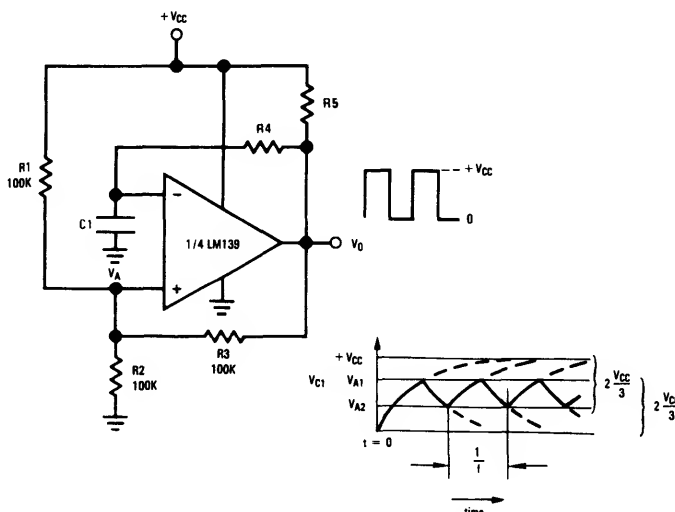 + VCC
R5
R4
R1
100K
C1
−
1/4 LM139
VO
-- + VCC
0
VA
+
R3
100K
R2
100K
+ VCC
VC1
VA1
VA2
2 VCC
3
t = 0
1
f
time